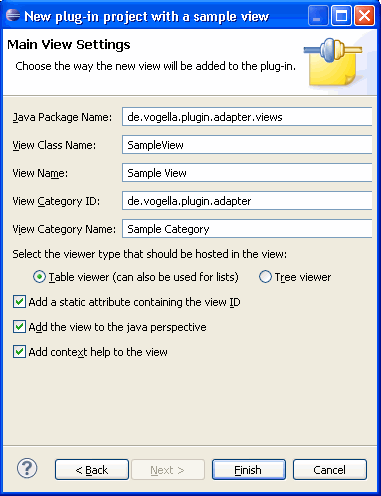 New plug-in project with a sample view
Main View Settings
Choose the way the new view will be added to the plug-in.
Java Package Name: de.vogella.plugin.adapter.views
View Class Name: SampleView
View Name: Sample View
View Category ID: de.vogella.plugin.adapter
View Category Name: Sample Category
Select the viewer type that should be hosted in the view:
Table viewer (can also be used for lists) Tree viewer
Add a static attribute containing the view ID
Add the view to the java perspective
Add context help to the view
? < Back Next > Finish Cancel